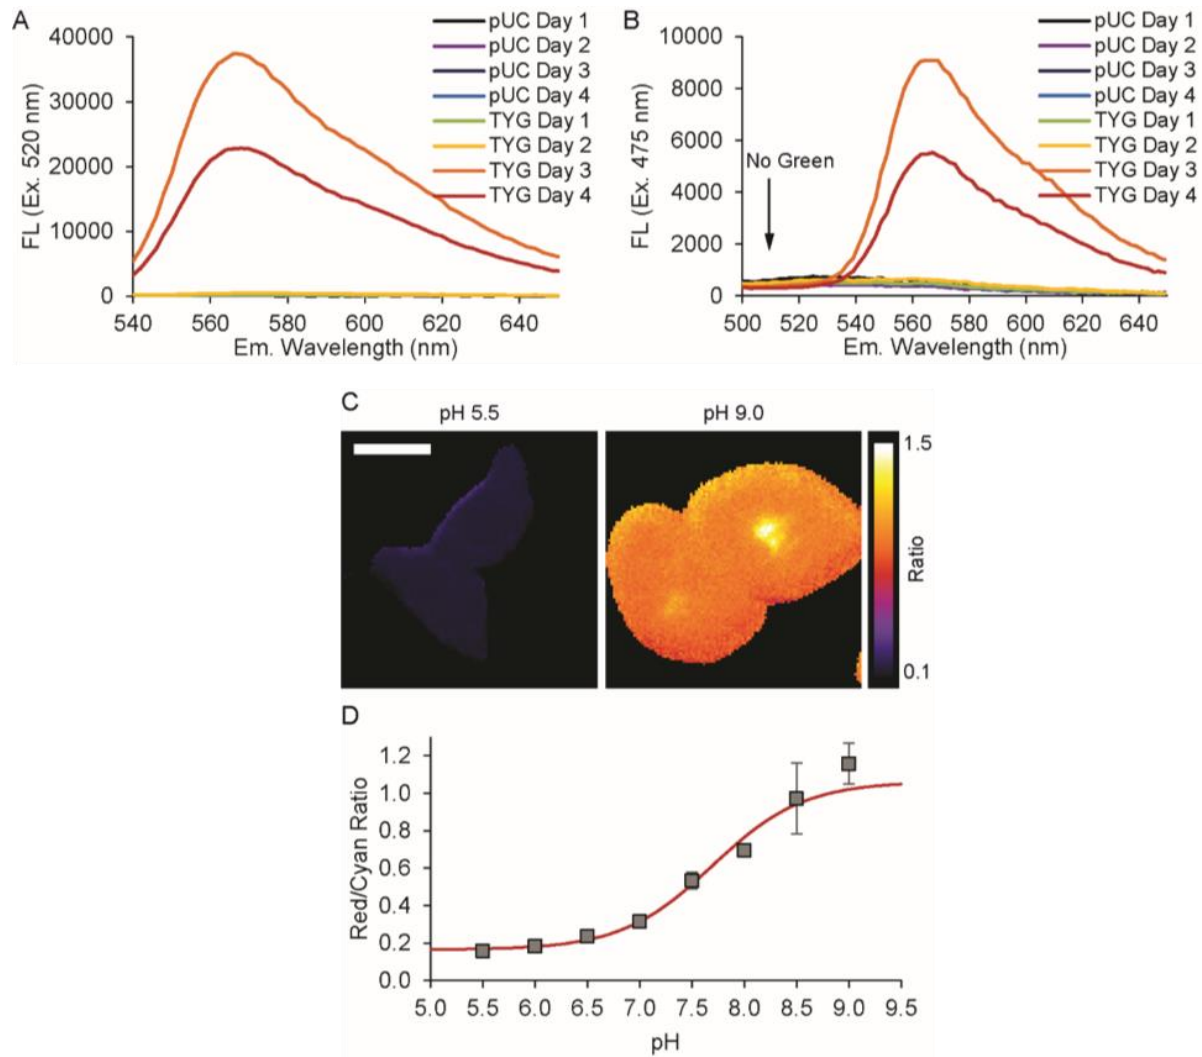 A
FL (Ex. 520 nm)
40000
30000
20000
10000
0
540 560 580 600 620 640
Em. Wavelength (nm)
pUC Day 1
pUC Day 2
pUC Day 3
pUC Day 4
TYG Day 1
TYG Day 2
TYG Day 3
TYG Day 4
B
FL (Ex. 475 nm)
10000
8000
6000
4000
2000
0
500 520 540 560 580 600 620 640
Em. Wavelength (nm)
No Green
pUC Day 1
pUC Day 2
pUC Day 3
pUC Day 4
TYG Day 1
TYG Day 2
TYG Day 3
TYG Day 4
C
pH 5.5
pH 9.0
1.5
Ratio
0.1
D
Red/Cyan Ratio
1.2
1.0
0.8
0.6
0.4
0.2
0.0
5.0 5.5 6.0 6.5 7.0 7.5 8.0 8.5 9.0 9.5
pH